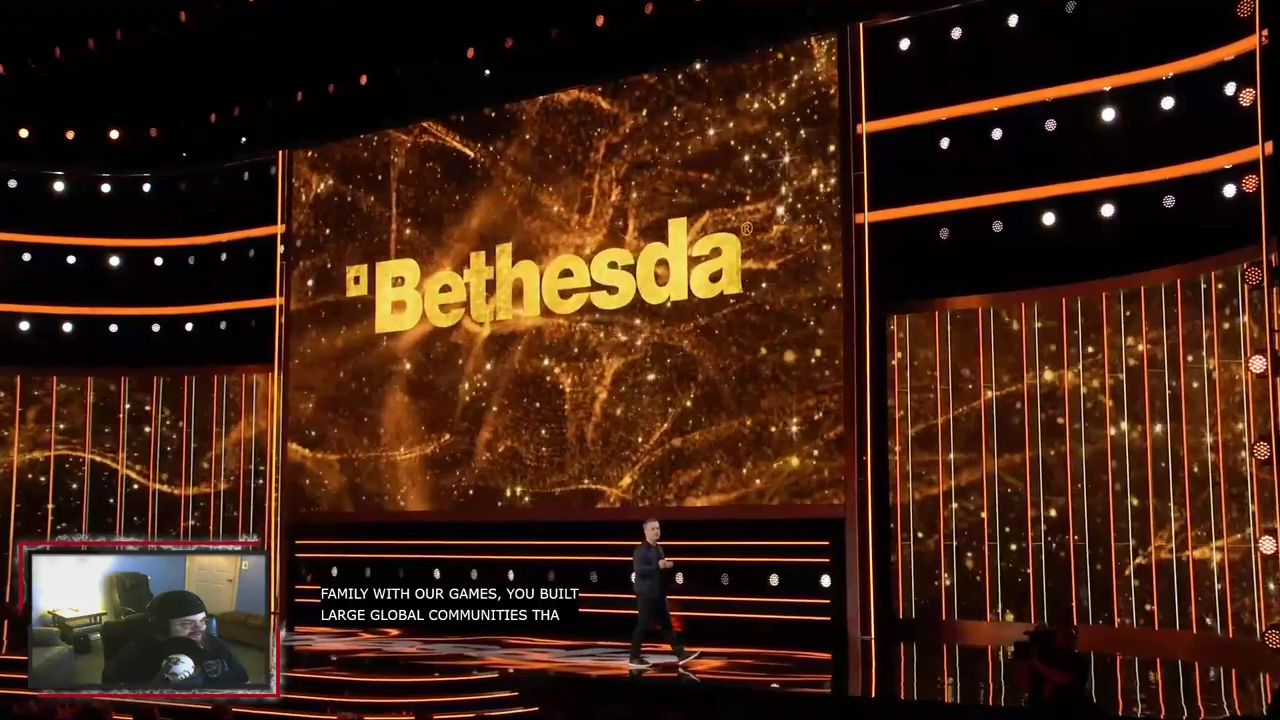 Bethesda®
FAMILY WITH OUR GAMES, YOU BUILT
LARGE GLOBAL COMMUNITIES THA